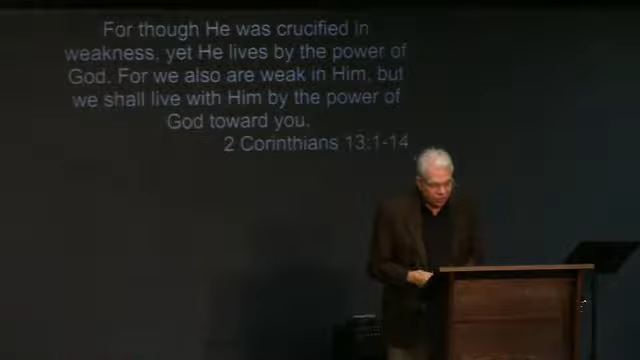 For though He was crucified in
weakness, yet He lives by the power of
God. For we also are weak in Him, but
we shall live with Him by the power of
God toward you.
2 Corinthians 13:1-14